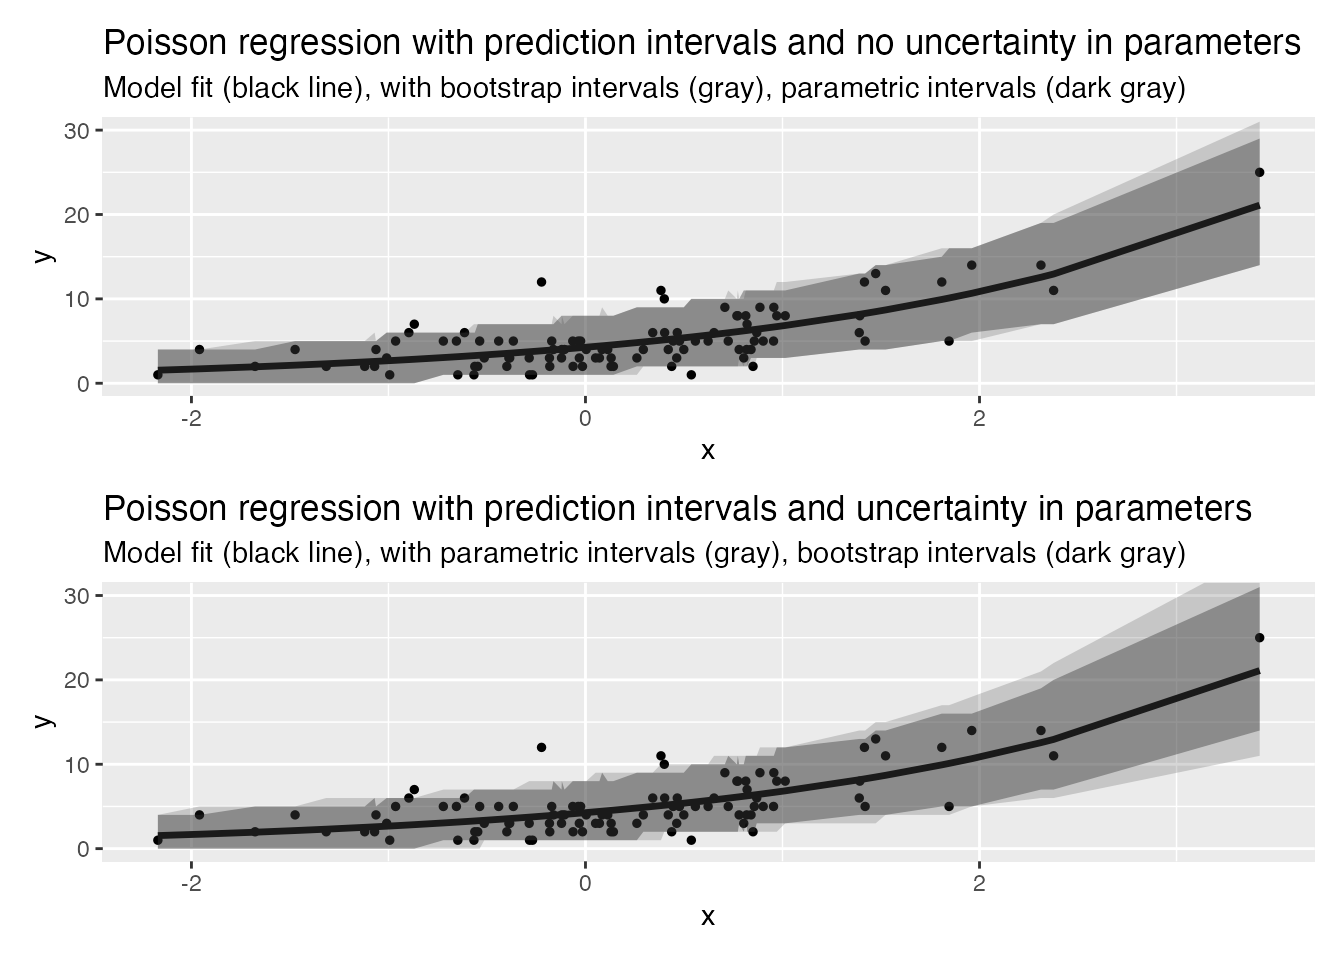 Poisson regression with prediction intervals and no uncertainty in parameters
Model fit (black line), with bootstrap intervals (gray), parametric intervals (dark gray)
30
20
10
0
y
-2
0
2
x
Poisson regression with prediction intervals and uncertainty in parameters
Model fit (black line), with parametric intervals (gray), bootstrap intervals (dark gray)
30
20
10
0
y
-2
0
2
x